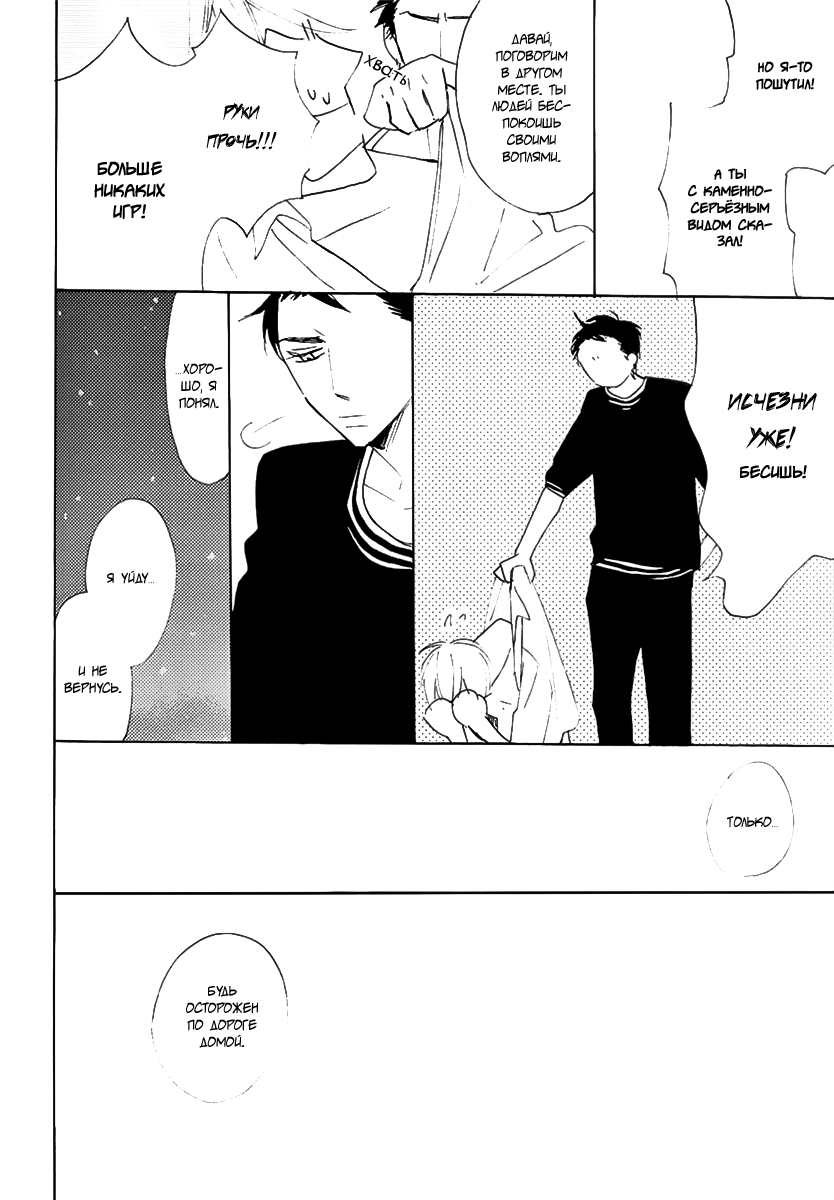 НО Я-ТО
ПОШУТИЛ!
А ТЫ
С КАМЕННО-
СЕРЬЁЗНЫМ
ВИДОМ СКА-
ЗАЛ!
ДАВАЙ,
ПОГОВОРИМ
В ДРУГОМ
МЕСТЕ. ТЫ
ЛЮДЕЙ БЕС-
ПОКОИШЬ
СВОИМИ
ВОПЛЯМИ.
ХВАТЬ
РУКИ
ПРОЧЬ!!!
БОЛЬШЕ
НИКАКИХ
ИГР!
ИСЧЕЗНИ
УЖЕ!
БЕСИШЬ!
...ХОРО-
ШО, Я
ПОНЯЛ.
Я УЙДУ...
И НЕ
ВЕРНУСЬ.
ТОЛЬКО...
БУДЬ
ОСТОРОЖЕН
ПО ДОРОГЕ
ДОМОЙ.